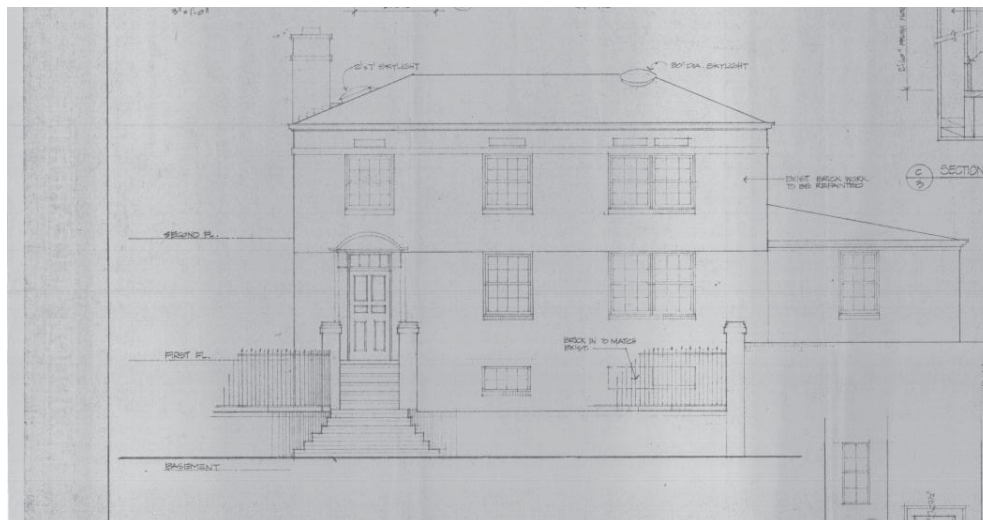 2'x7' SKYLIGHT
30" DIA. SKYLIGHT
EXIST BRICK WORK
TO BE REPAINTED
C
3
SECTION
SECOND FL.
BRICK IN TO MATCH
EXIST.
FIRST FL.
BASEMENT